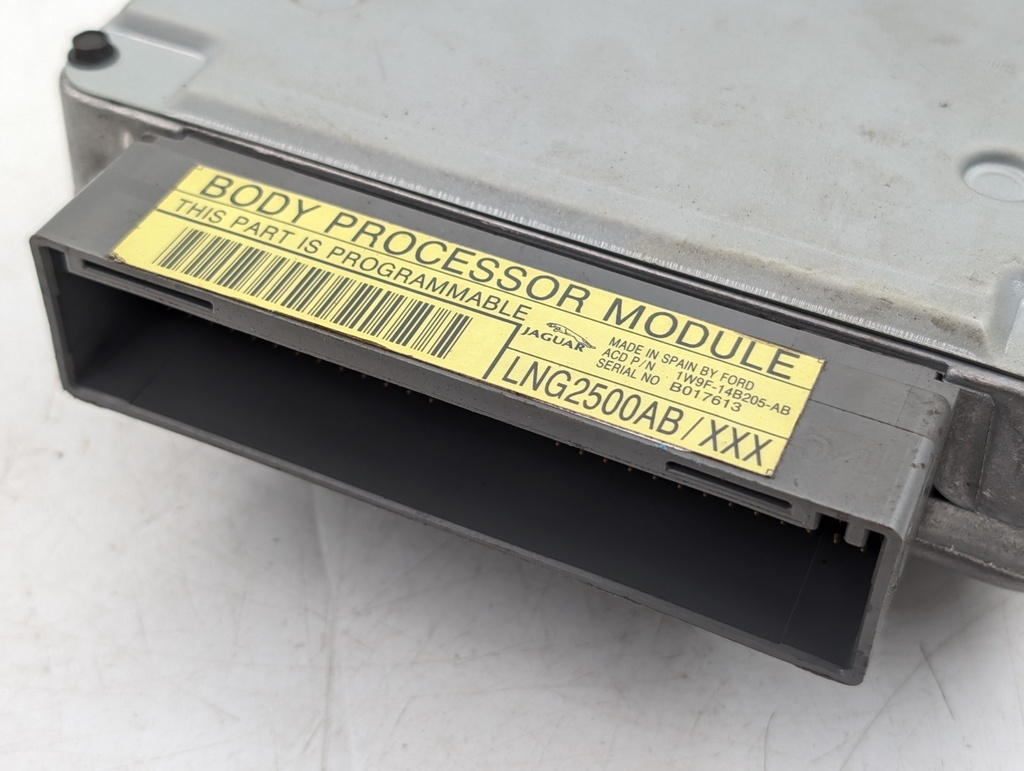 BODY PROCESSOR MODULE
THIS PART IS PROGRAMMABLE
JAGUAR
MADE IN SPAIN BY FORD
ACD P/N 1W9F-14B205-AB
SERIAL NO B017613
LNG2500AB/XXX